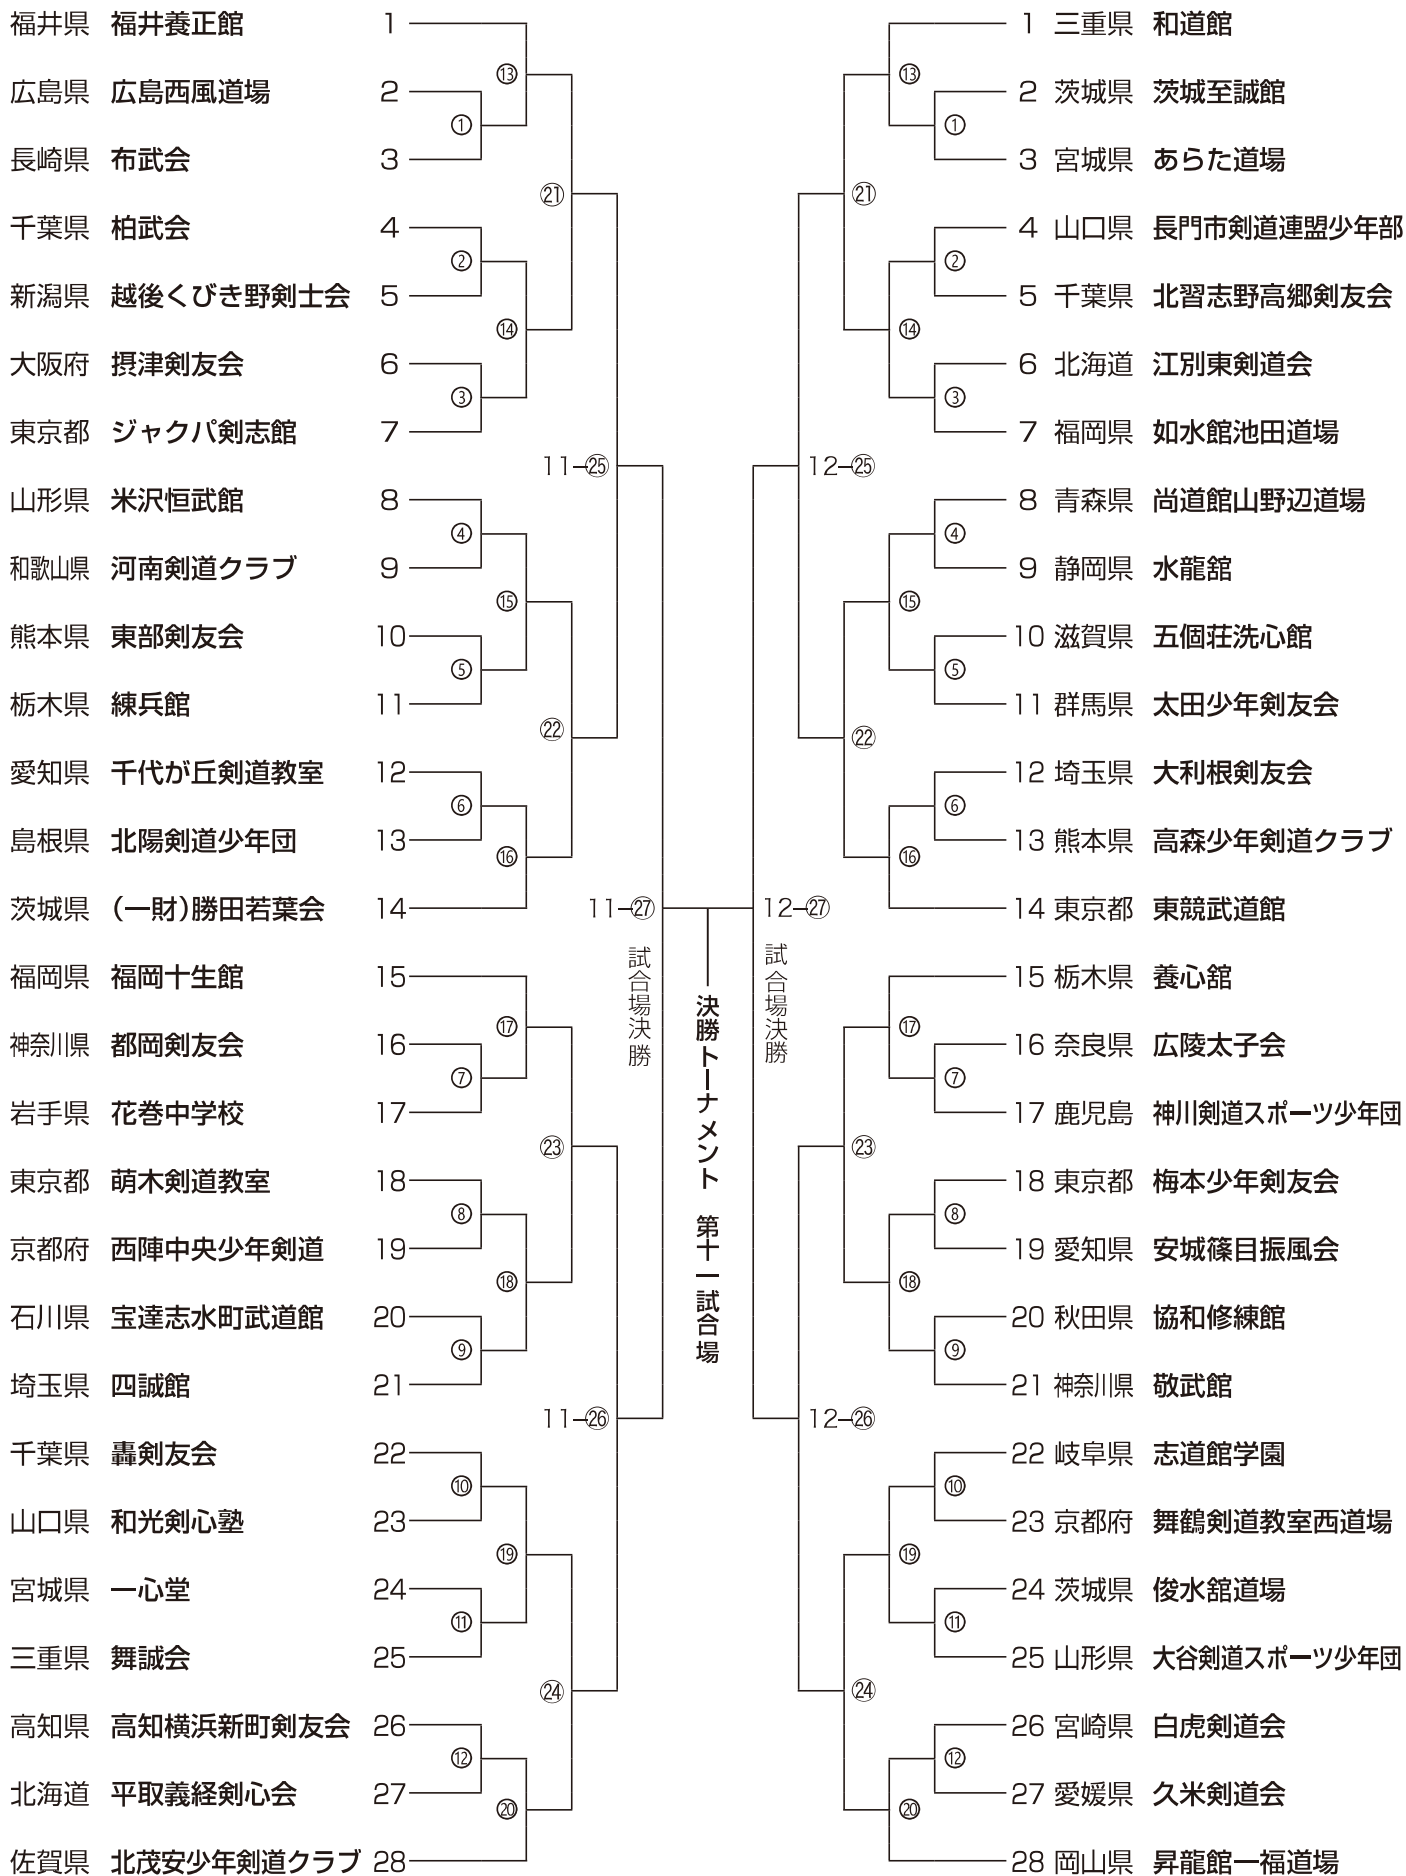 福井県 福井養正館 1
広島県 広島西風道場 2
長崎県 布武会 3
千葉県 柏武会 4
新潟県 越後くびき野剣士会 5
大阪府 摂津剣友会 6
東京都 ジャクパ剣志館 7
山形県 米沢恒武館 8
和歌山県 河南剣道クラブ 9
熊本県 東部剣友会 10
栃木県 練兵館 11
愛知県 千代が丘剣道教室 12
島根県 北陽剣道少年団 13
茨城県 (一財)勝田若葉会 14
福岡県 福岡十生館 15
神奈川県 都岡剣友会 16
岩手県 花巻中学校 17
東京都 萌木剣道教室 18
京都府 西陣中央少年剣道 19
石川県 宝達志水町武道館 20
埼玉県 四誠館 21
千葉県 轟剣友会 22
山口県 和光剣心塾 23
宮城県 一心堂 24
三重県 舞誠会 25
高知県 高知横浜新町剣友会 26
北海道 平取義経剣心会 27
佐賀県 北茂安少年剣道クラブ 28
①
②
③
④
⑤
⑥
⑦
⑧
⑨
⑩
⑪
⑫
⑬
⑭
⑮
⑯
⑰
⑱
⑲
⑳
㉑
㉒
㉓
㉔
11–㉕
11–㉖
11–㉗
試合場決勝
決勝トーナメント 第十一試合場
12–㉗
試合場決勝
12–㉕
12–㉖
㉑
㉒
㉓
㉔
⑬
⑭
⑮
⑯
⑰
⑱
⑲
⑳
①
②
③
④
⑤
⑥
⑦
⑧
⑨
⑩
⑪
⑫
1 三重県 和道館
2 茨城県 茨城至誠館
3 宮城県 あらた道場
4 山口県 長門市剣道連盟少年部
5 千葉県 北習志野高郷剣友会
6 北海道 江別東剣道会
7 福岡県 如水館池田道場
8 青森県 尚道館山野辺道場
9 静岡県 水龍舘
10 滋賀県 五個荘洗心館
11 群馬県 太田少年剣友会
12 埼玉県 大利根剣友会
13 熊本県 高森少年剣道クラブ
14 東京都 東競武道館
15 栃木県 養心舘
16 奈良県 広陵太子会
17 鹿児島 神川剣道スポーツ少年団
18 東京都 梅本少年剣友会
19 愛知県 安城篠目振風会
20 秋田県 協和修練館
21 神奈川県 敬武館
22 岐阜県 志道館学園
23 京都府 舞鶴剣道教室西道場
24 茨城県 俊水舘道場
25 山形県 大谷剣道スポーツ少年団
26 宮崎県 白虎剣道会
27 愛媛県 久米剣道会
28 岡山県 昇龍館一福道場